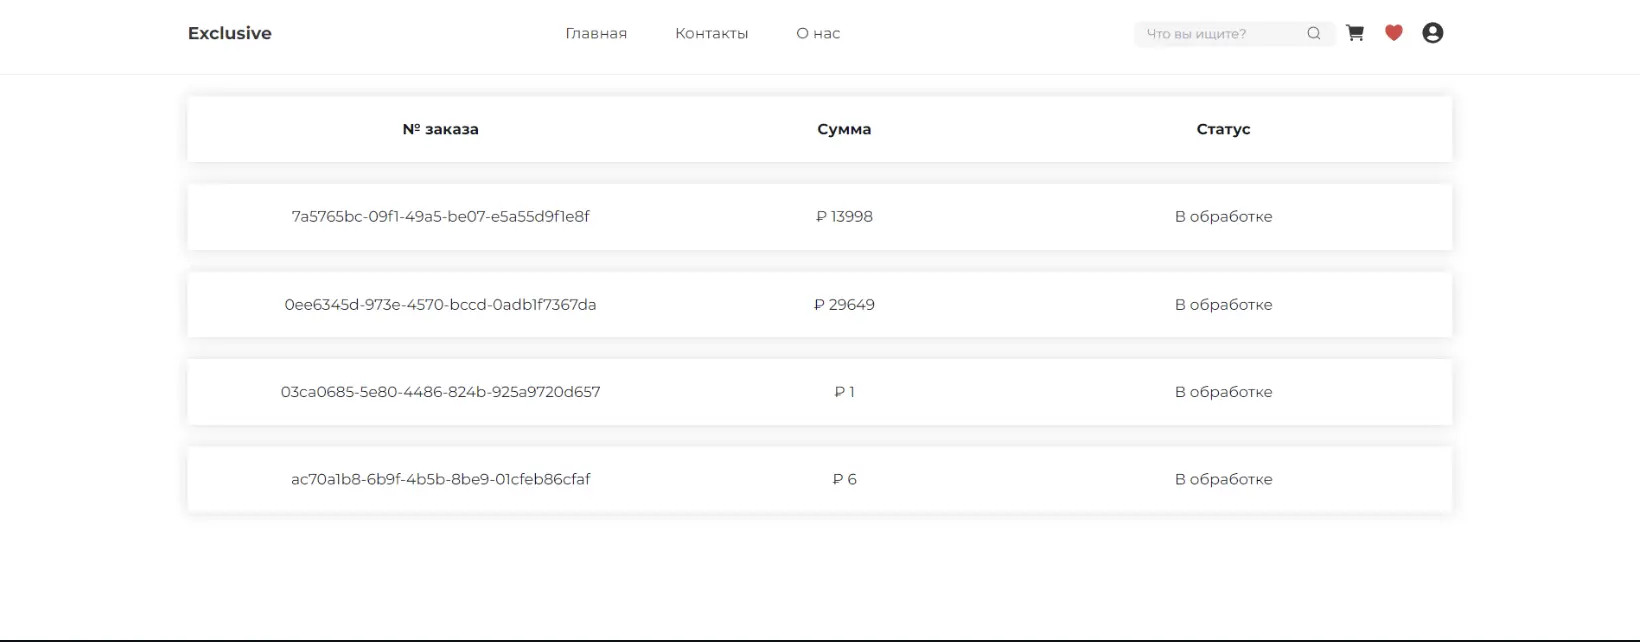 Exclusive Главная Контакты О нас Что вы ищите?
№ заказа Сумма Статус
7a5765bc-09f1-49a5-be07-e5a55d9f1e8f ₽ 13998 В обработке
0ee6345d-973e-4570-bccd-0adb1f7367da ₽ 29649 В обработке
03ca0685-5e80-4486-824b-925a9720d657 ₽ 1 В обработке
ac70a1b8-6b9f-4b5b-8be9-01cfeb86cfaf ₽ 6 В обработке